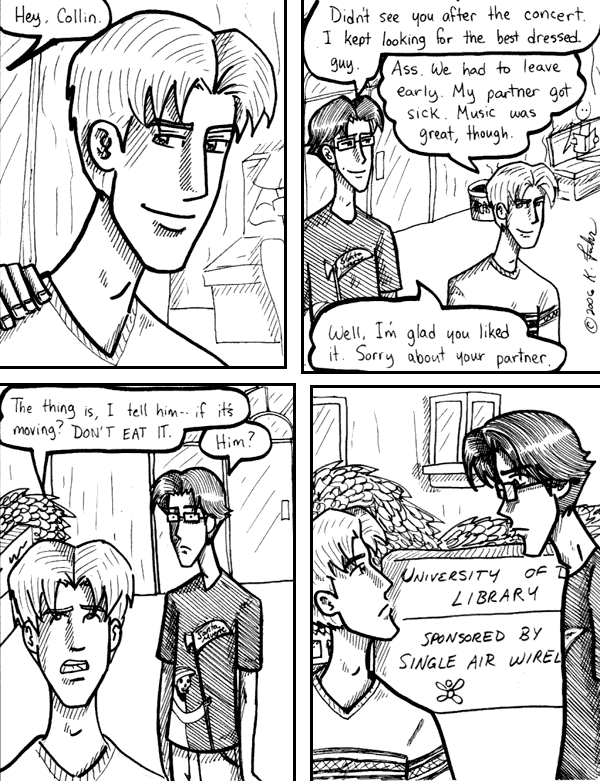 Hey, Collin.
Didn't see you after the concert.
I kept looking for the best dressed
guy.
Ass. We had to leave
early. My partner got
sick. Music was
great, though.
Well, I'm glad you liked
it. Sorry about your partner.
© 2006 K.
The thing is, I tell him-- if it's
moving? DON'T EAT IT.
Him?
UNIVERSITY OF
LIBRARY
SPONSORED BY
SINGLE AIR WIREL